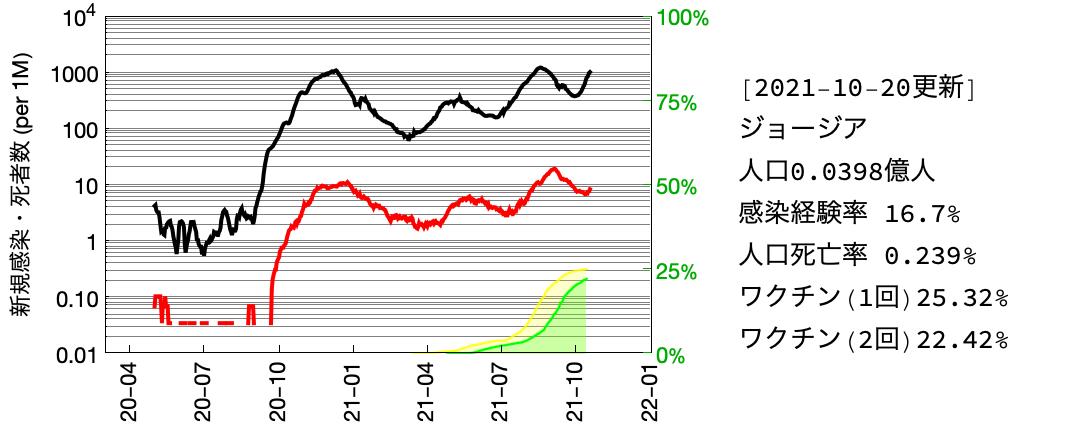 新規感染・死者数 (per 1M)
10^4
1000
100
10
1
0.10
0.01
100%
75%
50%
25%
0%
20-04
20-07
20-10
21-01
21-04
21-07
21-10
22-01
[2021-10-20更新]
ジョージア
人口0.0398億人
感染経験率 16.7%
人口死亡率 0.239%
ワクチン(1回)25.32%
ワクチン(2回)22.42%